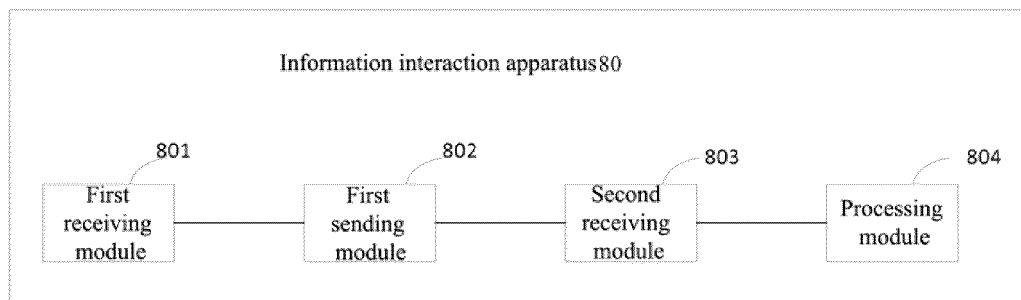 Information interaction apparatus80
801
802
803
804
First
receiving
module
First
sending
module
Second
receiving
module
Processing
module